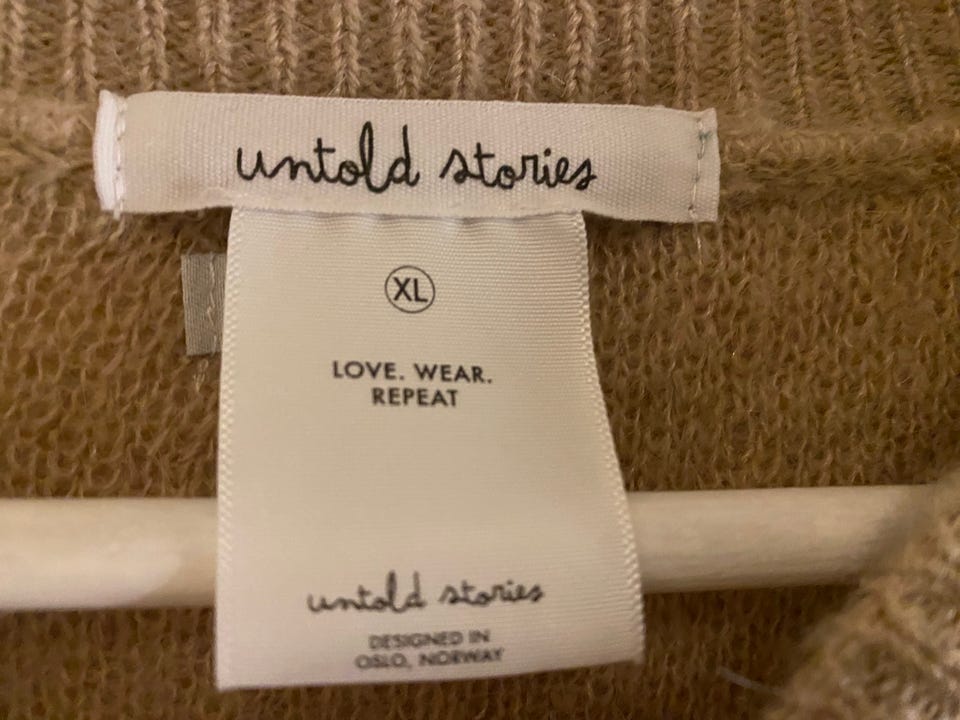 untold stories
XL
LOVE. WEAR.
REPEAT
untold stories
DESIGNED IN
OSLO, NORWAY